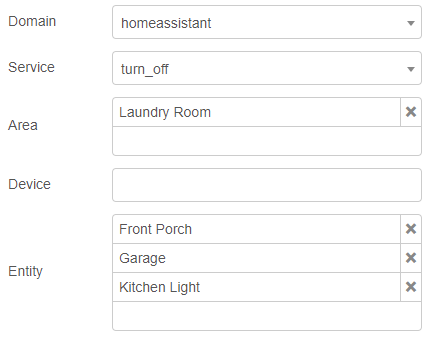 Domain homeassistant
Service turn_off
Area Laundry Room
Device
Entity Front Porch
Garage
Kitchen Light